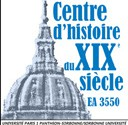 Centre
d'histoire
du XIXe
siècle
EA 3550
UNIVERSITÉ PARIS 1 PANTHÉON-SORBONNE/SORBONNE UNIVERSITÉ